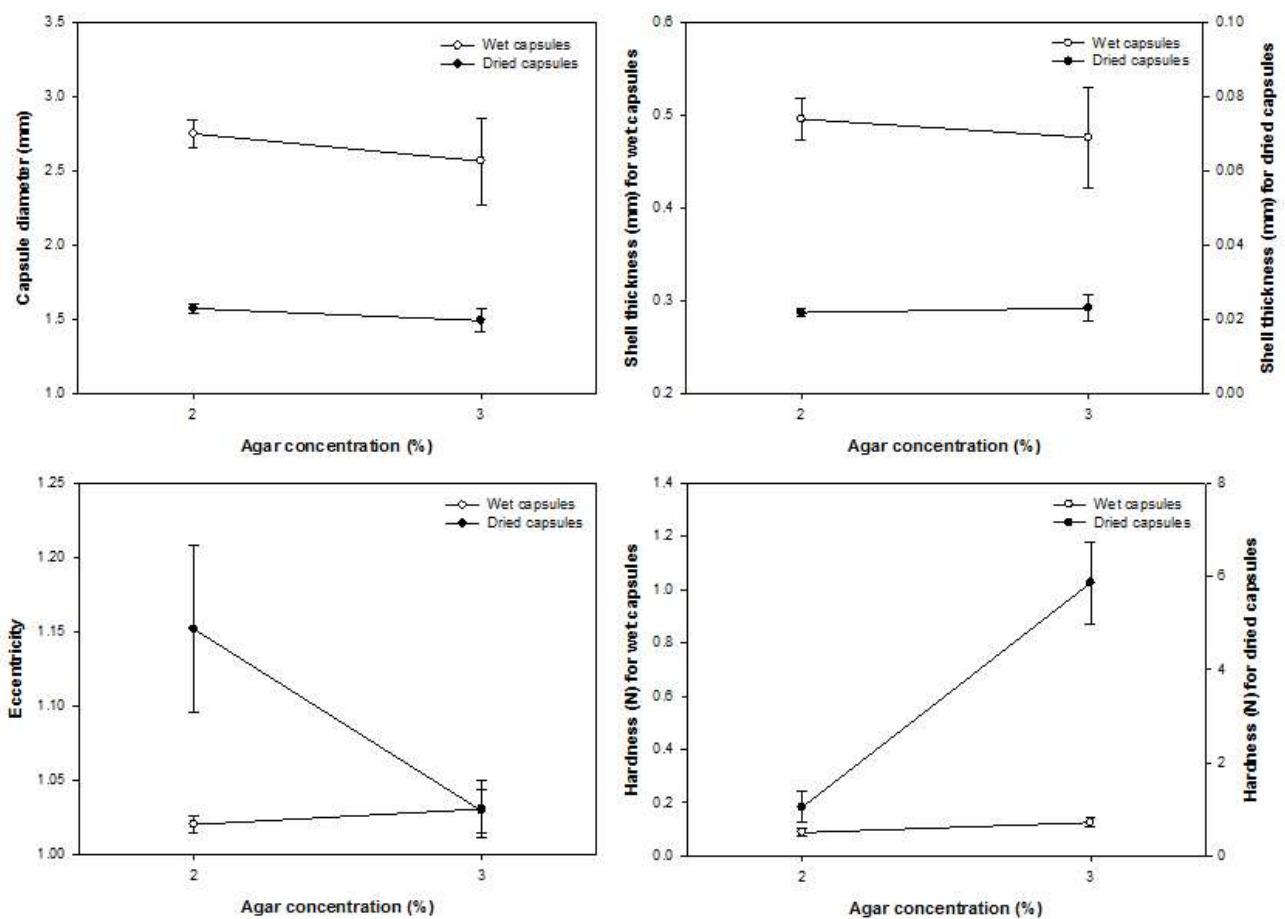 3.5
3.0
2.5
2.0
1.5
1.0
Capsule diameter (mm)
Wet capsules
Dried capsules
2
3
Agar concentration (%)
0.6
0.5
0.4
0.3
0.2
Shell thickness (mm) for wet capsules
Wet capsules
Dried capsules
0.10
0.08
0.06
0.04
0.02
0.00
Shell thickness (mm) for dried capsules
2
3
Agar concentration (%)
1.25
1.20
1.15
1.10
1.05
1.00
Eccentricity
Wet capsules
Dried capsules
2
3
Agar concentration (%)
1.4
1.2
1.0
0.8
0.6
0.4
0.2
0.0
Hardness (N) for wet capsules
Wet capsules
Dried capsules
8
6
4
2
0
Hardness (N) for dried capsules
2
3
Agar concentration (%)